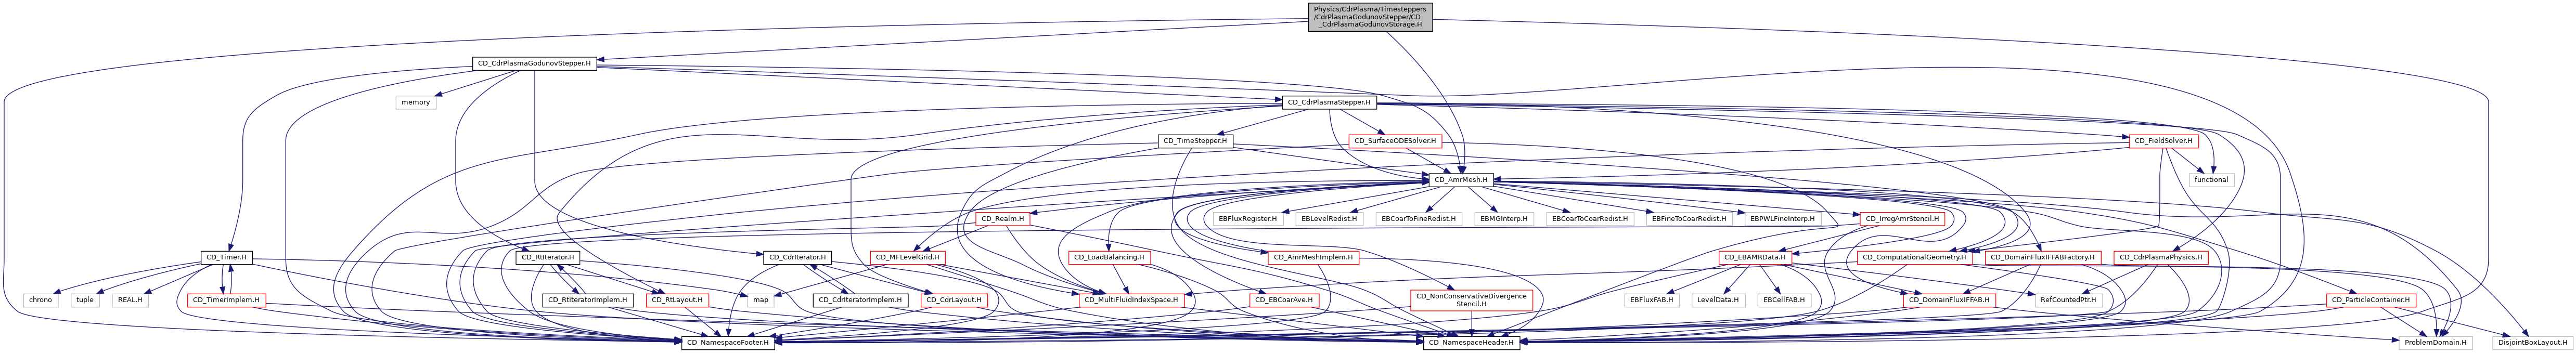 Physics/CdrPlasma/Timesteppers
/CdrPlasmaGodunovStepper/CD
_CdrPlasmaGodunovStorage.H
CD_CdrPlasmaGodunovStepper.H
memory
CD_CdrPlasmaStepper.H
CD_TimeStepper.H
CD_SurfaceODESolver.H
CD_FieldSolver.H
CD_AmrMesh.H
functional
CD_Realm.H
EBFluxRegister.H
EBLevelRedist.H
EBCoarToFineRedist.H
EBMGInterp.H
EBCoarToCoarRedist.H
EBFineToCoarRedist.H
EBPWLFineInterp.H
CD_IrregAmrStencil.H
CD_Timer.H
CD_RtIterator.H
CD_CdrIterator.H
CD_MFLevelGrid.H
CD_LoadBalancing.H
CD_AmrMeshImplem.H
CD_EBAMRData.H
CD_ComputationalGeometry.H
CD_DomainFluxIFFABFactory.H
CD_CdrPlasmaPhysics.H
chrono
tuple
REAL.H
CD_TimerImplem.H
CD_RtIteratorImplem.H
CD_RtLayout.H
map
CD_CdrIteratorImplem.H
CD_CdrLayout.H
CD_MultiFluidIndexSpace.H
CD_EBCoarAve.H
CD_NonConservativeDivergence
Stencil.H
EBFluxFAB.H
LevelData.H
EBCellFAB.H
CD_DomainFluxIFFAB.H
RefCountedPtr.H
CD_ParticleContainer.H
CD_NamespaceFooter.H
CD_NamespaceHeader.H
ProblemDomain.H
DisjointBoxLayout.H